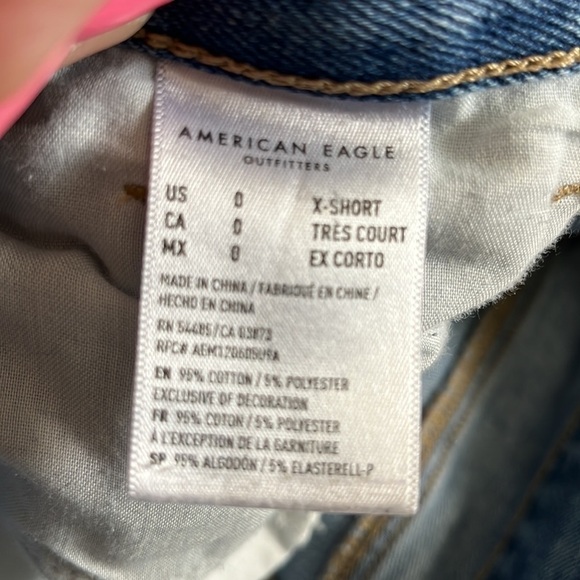 AMERICAN EAGLE
OUTFITTERS
US 0 X-SHORT
CA 0 TRÈS COURT
MX 0 EX CORTO
MADE IN CHINA / FABRIQUÉ EN CHINE /
HECHO EN CHINA
RN 54485/CA 03873
RFC# AEM1206059A
EN 95% COTTON / 5% POLYESTER
EXCLUSIVE OF DECORATION
FR 95% COTON / 5% POLYESTER
À L'EXCEPTION DE LA GARNITURE
SP 95% ALGODON / 5% ELASTERELL-P